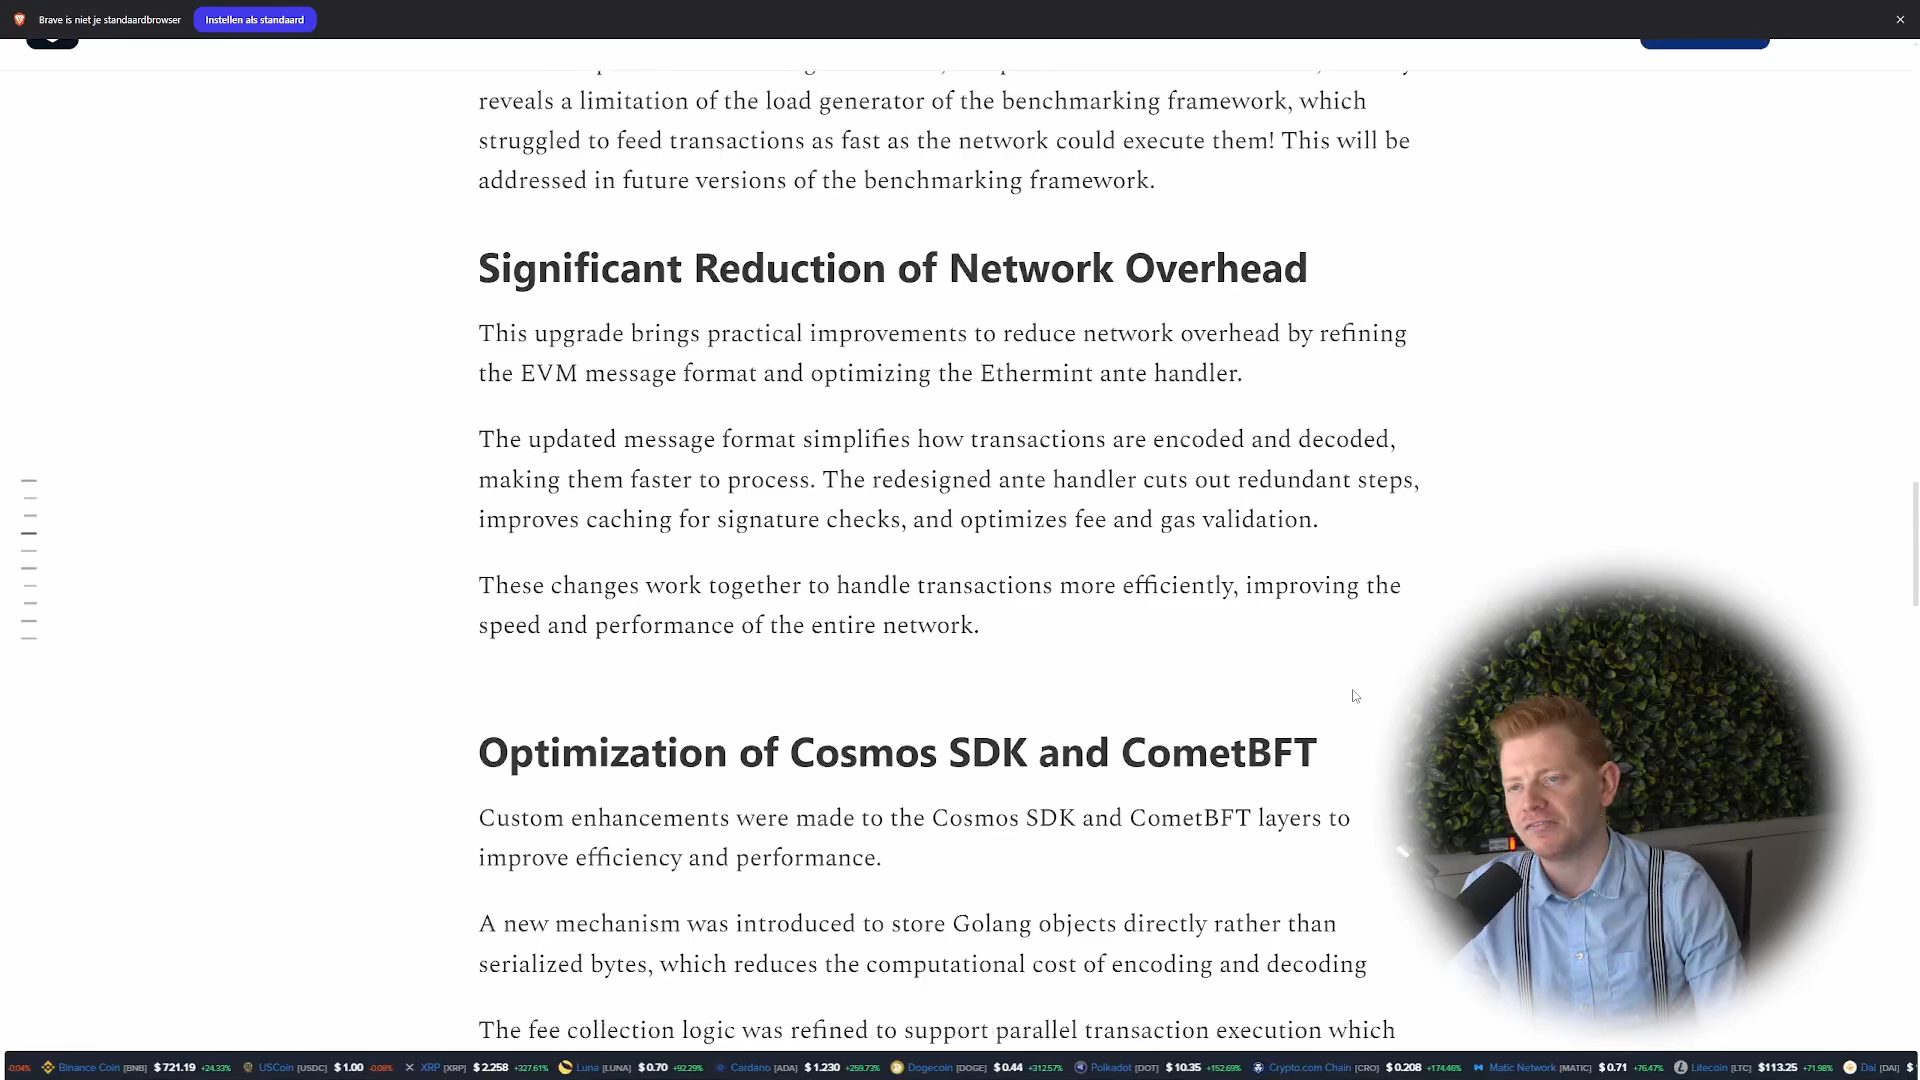 Brave is niet je standaardbrowser Instellen als standaard
reveals a limitation of the load generator of the benchmarking framework, which
struggled to feed transactions as fast as the network could execute them! This will be
addressed in future versions of the benchmarking framework.
Significant Reduction of Network Overhead
This upgrade brings practical improvements to reduce network overhead by refining
the EVM message format and optimizing the Ethermint ante handler.
The updated message format simplifies how transactions are encoded and decoded,
making them faster to process. The redesigned ante handler cuts out redundant steps,
improves caching for signature checks, and optimizes fee and gas validation.
These changes work together to handle transactions more efficiently, improving the
speed and performance of the entire network.
Optimization of Cosmos SDK and CometBFT
Custom enhancements were made to the Cosmos SDK and CometBFT layers to
improve efficiency and performance.
A new mechanism was introduced to store Golang objects directly rather than
serialized bytes, which reduces the computational cost of encoding and decoding
The fee collection logic was refined to support parallel transaction execution which
-0.04% Binance Coin [BNB] $ 721.19 +24.33% USCoin [USDC] $ 1.00 -0.08% XRP [XRP] $ 2.258 +327.61% Luna [LUNA] $ 0.70 +92.29% Cardano [ADA] $ 1.230 +259.73% Dogecoin [DOGE] $ 0.44 +312.57% Polkadot [DOT] $ 10.35 +152.69% Crypto.com Chain [CRO] $ 0.208 +174.46% Matic Network [MATIC] $ 0.71 +76.47% Litecoin [LTC] $113.25 +71.98% Dai [DAI] $